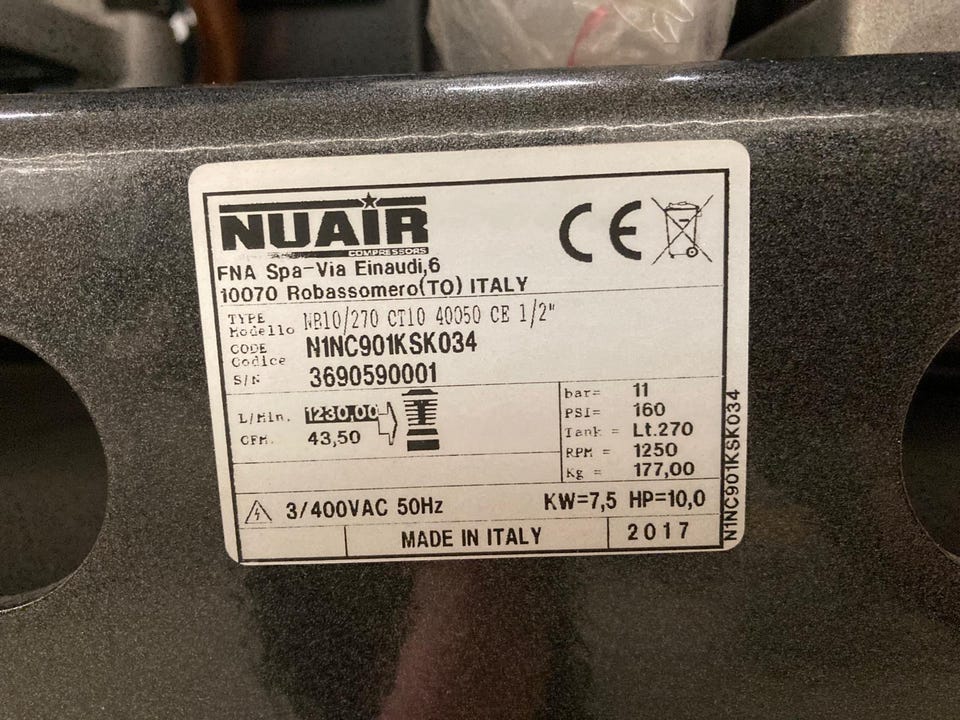 NUAIR
COMPRESSORS
CE
FNA Spa-Via Einaudi,6
10070 Robassomero(TO) ITALY
TYPE
Modello
NB10/270 CT10 40050 CE 1/2"
CODE
Codice
N1NC901KSK034
S/N 3690590001
L/Min. 1230,00
CFM. 43,50
bar= 11
PSI= 160
Tank = Lt.270
RPM = 1250
Kg = 177,00
3/400VAC 50Hz KW=7,5 HP=10,0
MADE IN ITALY 2017
N1NC901KSK034